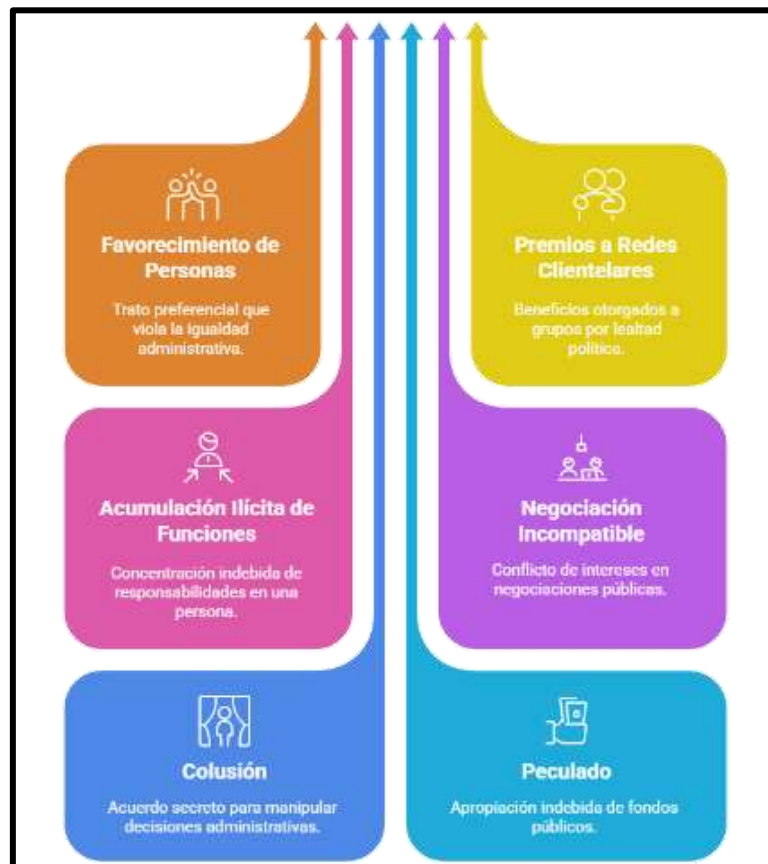 Favorecimiento de
Personas
Trato preferencial que
viola la igualdad
administrativa.
Premios a Redes
Clientelares
Beneficios otorgados a
grupos por lealtad
política.
Acumulación Ilícita de
Funciones
Concentración indebida de
responsabilidades en una
persona.
Negociación
Incompatible
Conflicto de intereses en
negociaciones públicas.
Colusión
Acuerdo secreto para manipular
decisiones administrativas.
Peculado
Apropiación indebida de fondos
públicos.